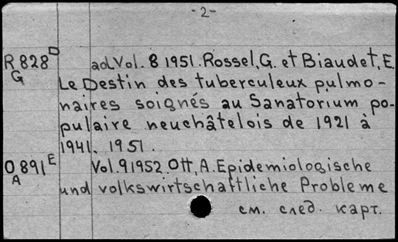 -2-
R 828 D ad.Vol. 8 1951. Rossel, G. et Biaudet, E.
G Le Destin des tuberculeux pulmo-
naires soignés au Sanatorium po-
pulaire neuchâtelois de 1921 à
1941. 1951.
O 891 E Vol. 9 1952. Ott, A. Epidemiologische
A und volkswirtschaftliche Probleme
см. след. карт.